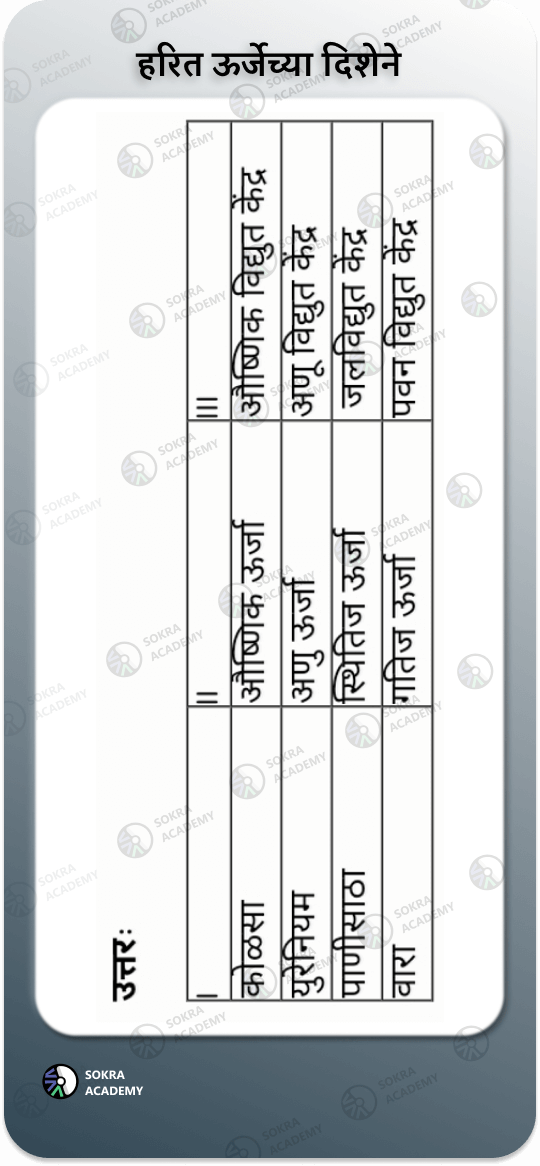 हरित ऊर्जेच्या दिशेने
उत्तरः
I II III
कोळसा औष्णिक ऊर्जा औष्णिक विद्युत केंद्र
युरेनियम अणु ऊर्जा अणू विद्युत केंद्र
पाणीसाठा स्थितिज ऊर्जा जलविद्युत केंद्र
वारा गतिज ऊर्जा पवन विद्युत केंद्र
SOKRA
ACADEMY